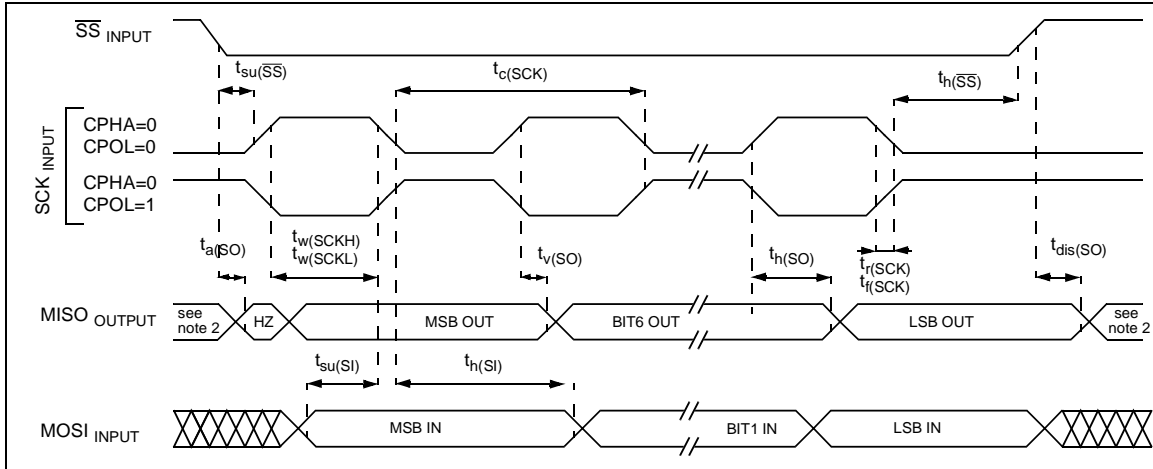 SS INPUT
tsu(SS)
tc(SCK)
th(SS)
SCK INPUT
CPHA=0
CPOL=0
CPHA=0
CPOL=1
ta(SO)
tw(SCKH)
tw(SCKL)
tv(SO)
th(SO)
tr(SCK)
tf(SCK)
tdis(SO)
MISO OUTPUT
see
note 2
HZ
MSB OUT
BIT6 OUT
LSB OUT
see
note 2
tsu(SI)
th(SI)
MOSI INPUT
MSB IN
BIT1 IN
LSB IN